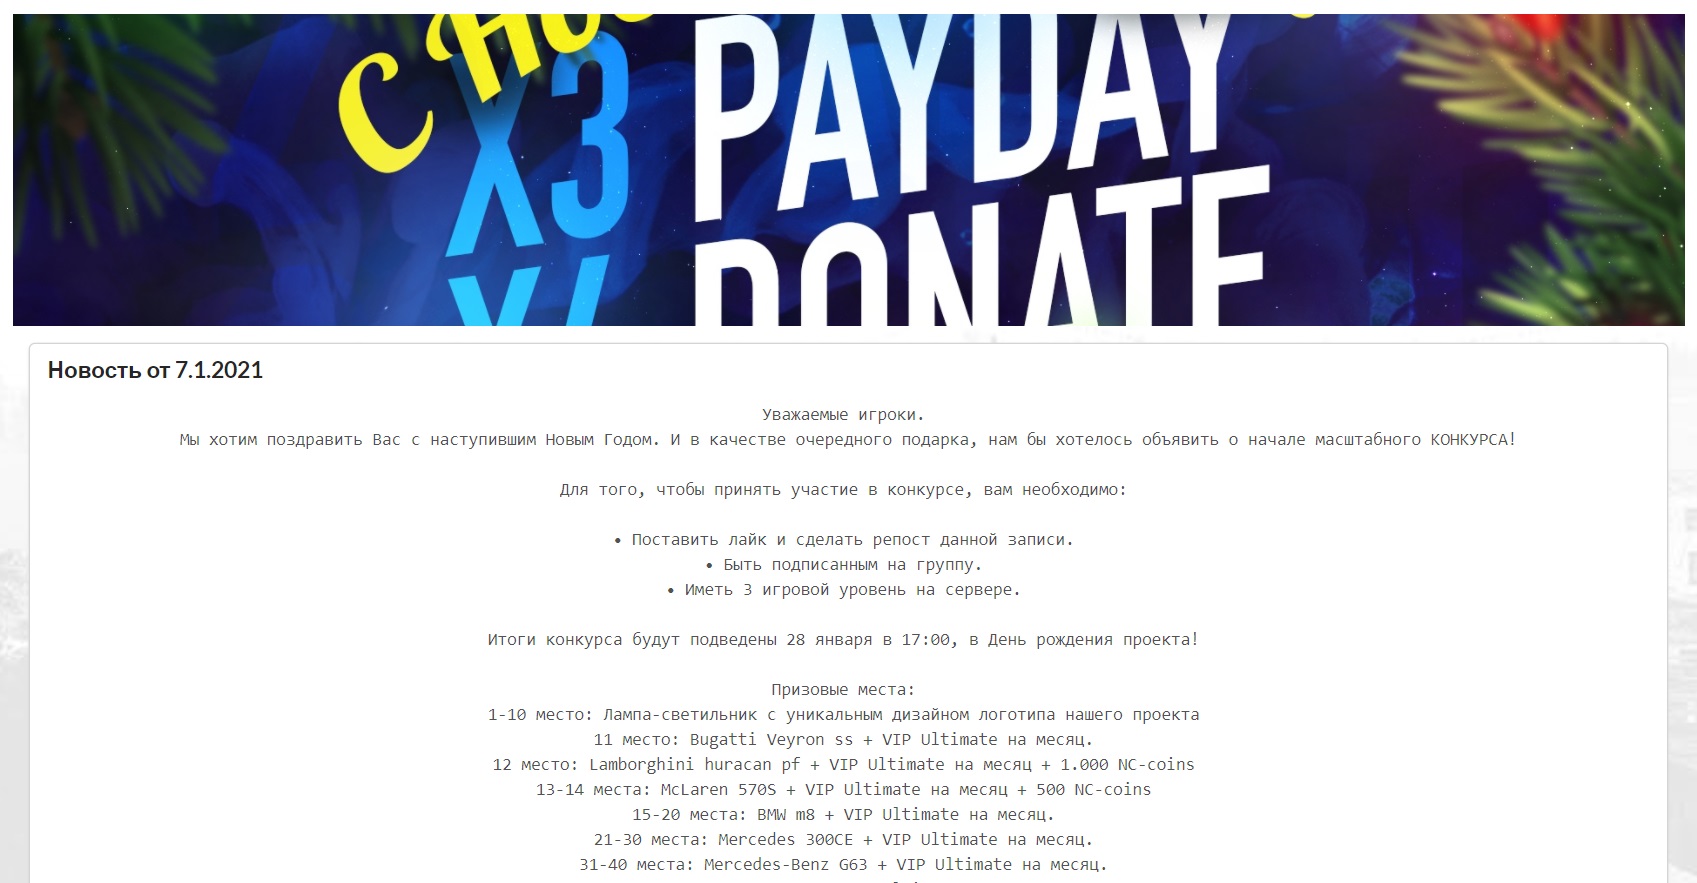 С
X3 PAYDAY
DONATE
Новость от 7.1.2021
Уважаемые игроки.
Мы хотим поздравить Вас с наступившим Новым Годом. И в качестве очередного подарка, нам бы хотелось объявить о начале масштабного КОНКУРСА!
Для того, чтобы принять участие в конкурсе, вам необходимо:
• Поставить лайк и сделать репост данной записи.
• Быть подписанным на группу.
• Иметь 3 игровой уровень на сервере.
Итоги конкурса будут подведены 28 января в 17:00, в День рождения проекта!
Призовые места:
1-10 место: Лампа-светильник с уникальным дизайном логотипа нашего проекта
11 место: Bugatti Veyron ss + VIP Ultimate на месяц.
12 место: Lamborghini huracan pf + VIP Ultimate на месяц + 1.000 NC-coins
13-14 места: McLaren 570S + VIP Ultimate на месяц + 500 NC-coins
15-20 места: BMW m8 + VIP Ultimate на месяц.
21-30 места: Mercedes 300CE + VIP Ultimate на месяц.
31-40 места: Mercedes-Benz G63 + VIP Ultimate на месяц.